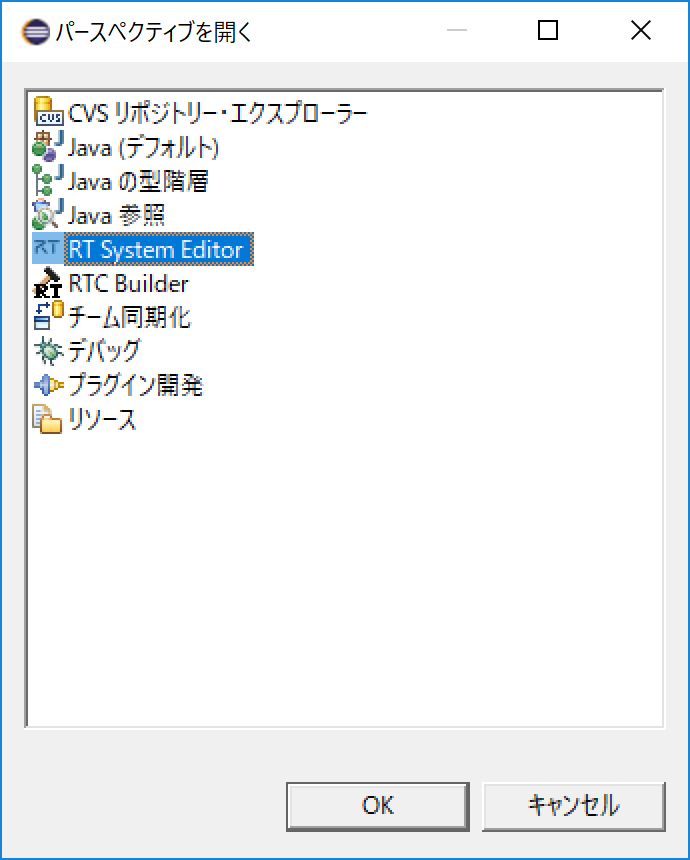 パースペクティブを開く
CVS リポジトリー・エクスプローラー
Java (デフォルト)
Java の型階層
Java 参照
RT System Editor
RTC Builder
チーム同期化
デバッグ
プラグイン開発
リソース
OK
キャンセル